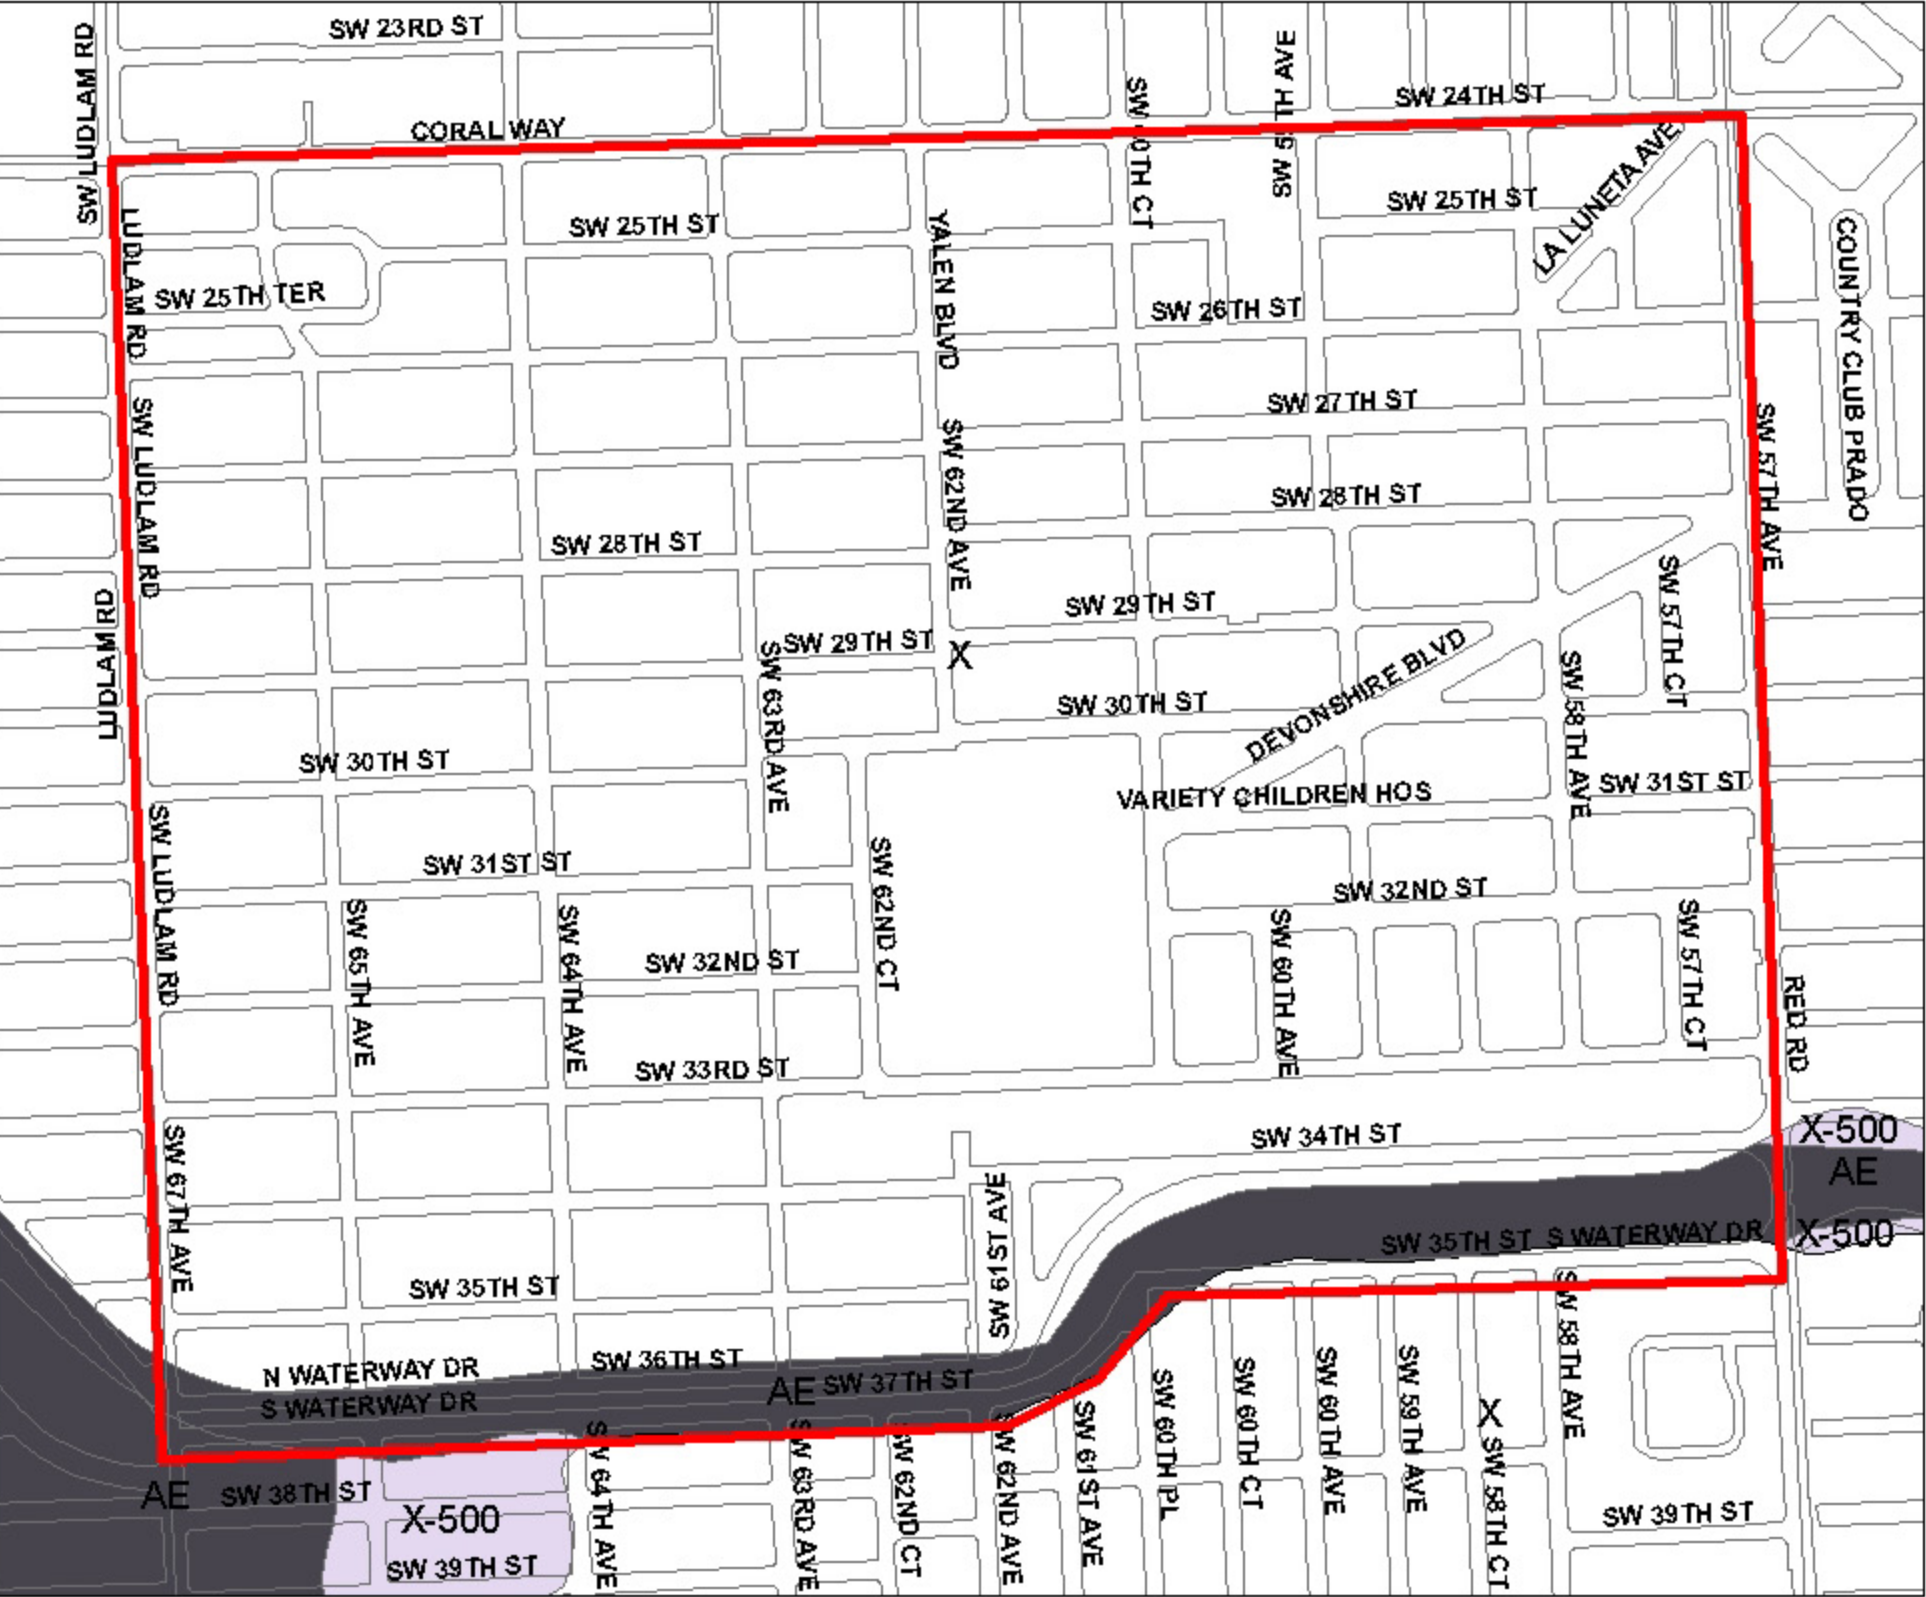 SW 23RD ST
SW LUDLAM RD
SW 24TH ST
CORAL WAY
SW 60TH CT
SW 59TH AVE
LA LUNETA AVE
SW 25TH ST
SW 25TH ST
LUDLAM RD
YALEN BLVD
COUNTRY CLUB PRADO
SW 25TH TER
SW 26TH ST
SW 27TH ST
SW LUDLAM RD
SW 62ND AVE
SW 57TH AVE
SW 28TH ST
SW 28TH ST
LUDLAM RD
SW 29TH ST
SW 57TH CT
SW 29TH ST
X
SW 63RD AVE
DEVONSHIRE BLVD
SW 58TH AVE
SW 30TH ST
SW 30TH ST
SW 31ST ST
VARIETY CHILDREN HOS
SW LUDLAM RD
SW 31ST ST
SW 62ND CT
SW 32ND ST
SW 65TH AVE
SW 64TH AVE
SW 60TH AVE
SW 57TH CT
SW 32ND ST
RED RD
SW 33RD ST
SW 34TH ST
X-500
AE
SW 67TH AVE
SW 61ST AVE
SW 35TH ST
S WATERWAY DR
X-500
SW 35TH ST
SW 58TH AVE
N WATERWAY DR
SW 36TH ST
AE
SW 37TH ST
S WATERWAY DR
SW 64TH AVE
SW 63RD AVE
SW 62ND CT
SW 62ND AVE
SW 61ST AVE
SW 60TH PL
SW 60TH CT
SW 60TH AVE
SW 59TH AVE
X
SW 58TH CT
AE
SW 38TH ST
X-500
SW 39TH ST
SW 39TH ST